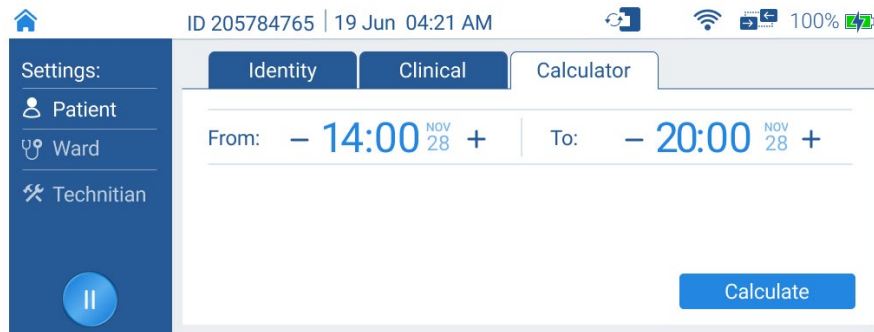 ID 205784765 | 19 Jun 04:21 AM 100%
Settings:
Patient
Ward
Technitian
Identity Clinical Calculator
From: – 14:00 NOV 28 + To: – 20:00 NOV 28 +
Calculate